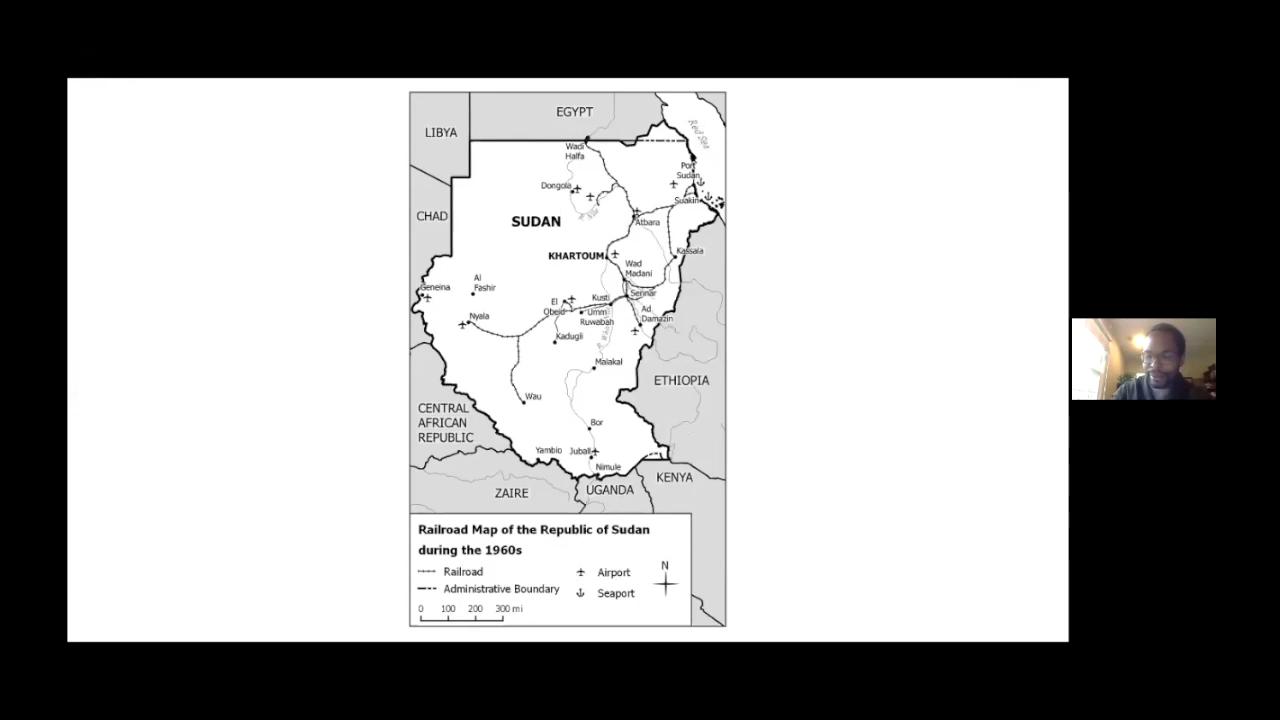 EGYPT
LIBYA
Red Sea
Wadi
Halfa
Port
Sudan
Dongola
Suakin
CHAD
SUDAN
Atbara
KHARTOUM
Kassala
Wad
Madani
Al
Fashir
Geneina
El
Obeid
Kusti
Sennar
Umm
Ruwabah
Ad
Damazin
Nyala
Kadugli
Malakal
ETHIOPIA
Wau
CENTRAL
AFRICAN
REPUBLIC
Bor
Yambio
Juba
Nimule
ZAIRE
UGANDA
KENYA
Railroad Map of the Republic of Sudan
during the 1960s
Railroad
Airport
N
Administrative Boundary
Seaport
0 100 200 300 mi